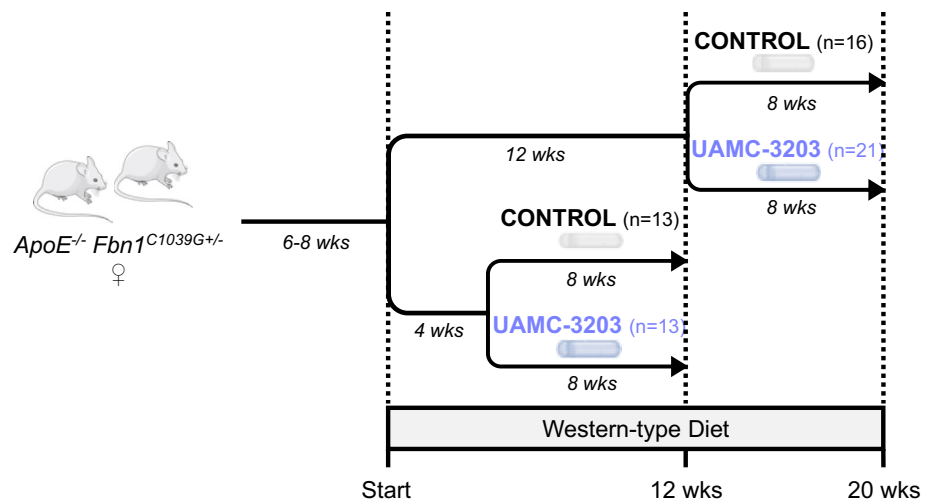 CONTROL (n=16)
8 wks
12 wks
UAMC-3203 (n=21)
8 wks
ApoE-/- Fbn1C1039G+/-
♀
6-8 wks
CONTROL (n=13)
8 wks
4 wks
UAMC-3203 (n=13)
8 wks
Western-type Diet
Start
12 wks
20 wks